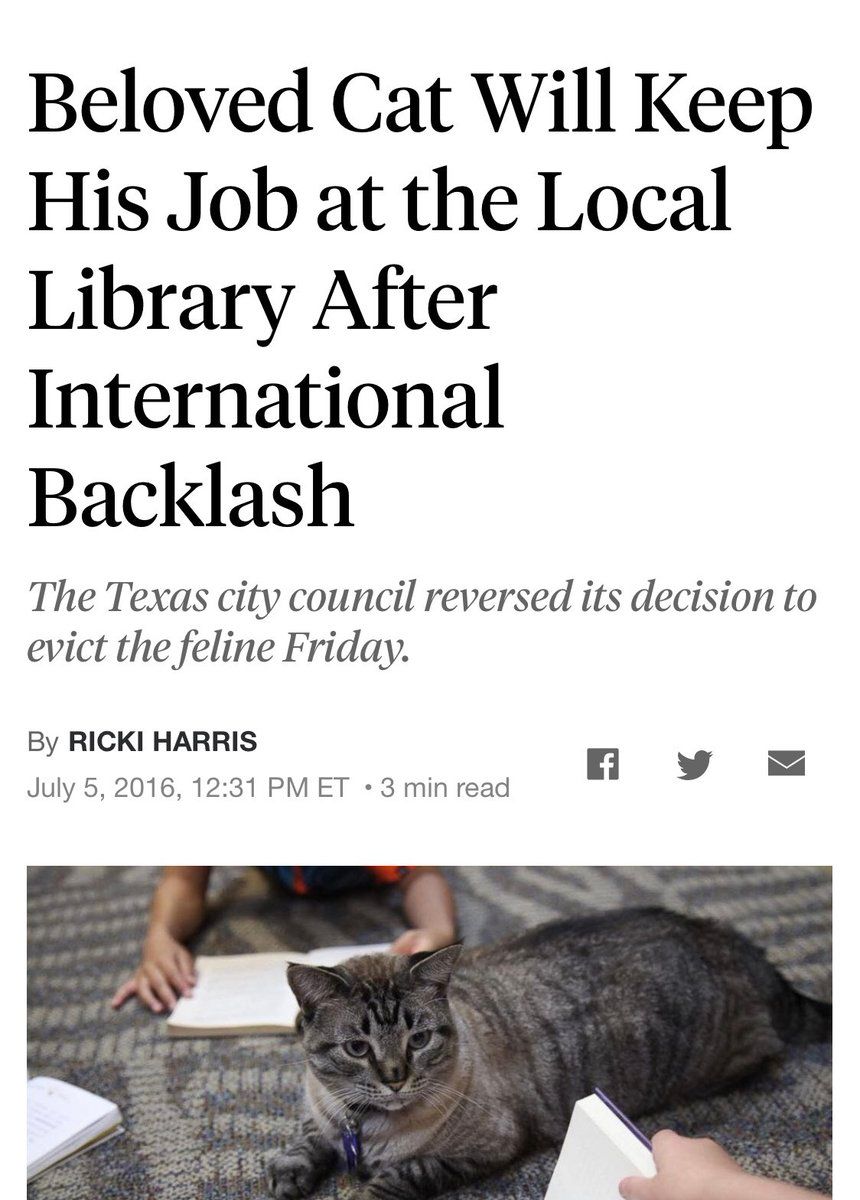 Beloved Cat Will Keep
His Job at the Local
Library After
International
Backlash
The Texas city council reversed its decision to
evict the feline Friday.
By RICKI HARRIS
July 5, 2016, 12:31 PM ET • 3 min read